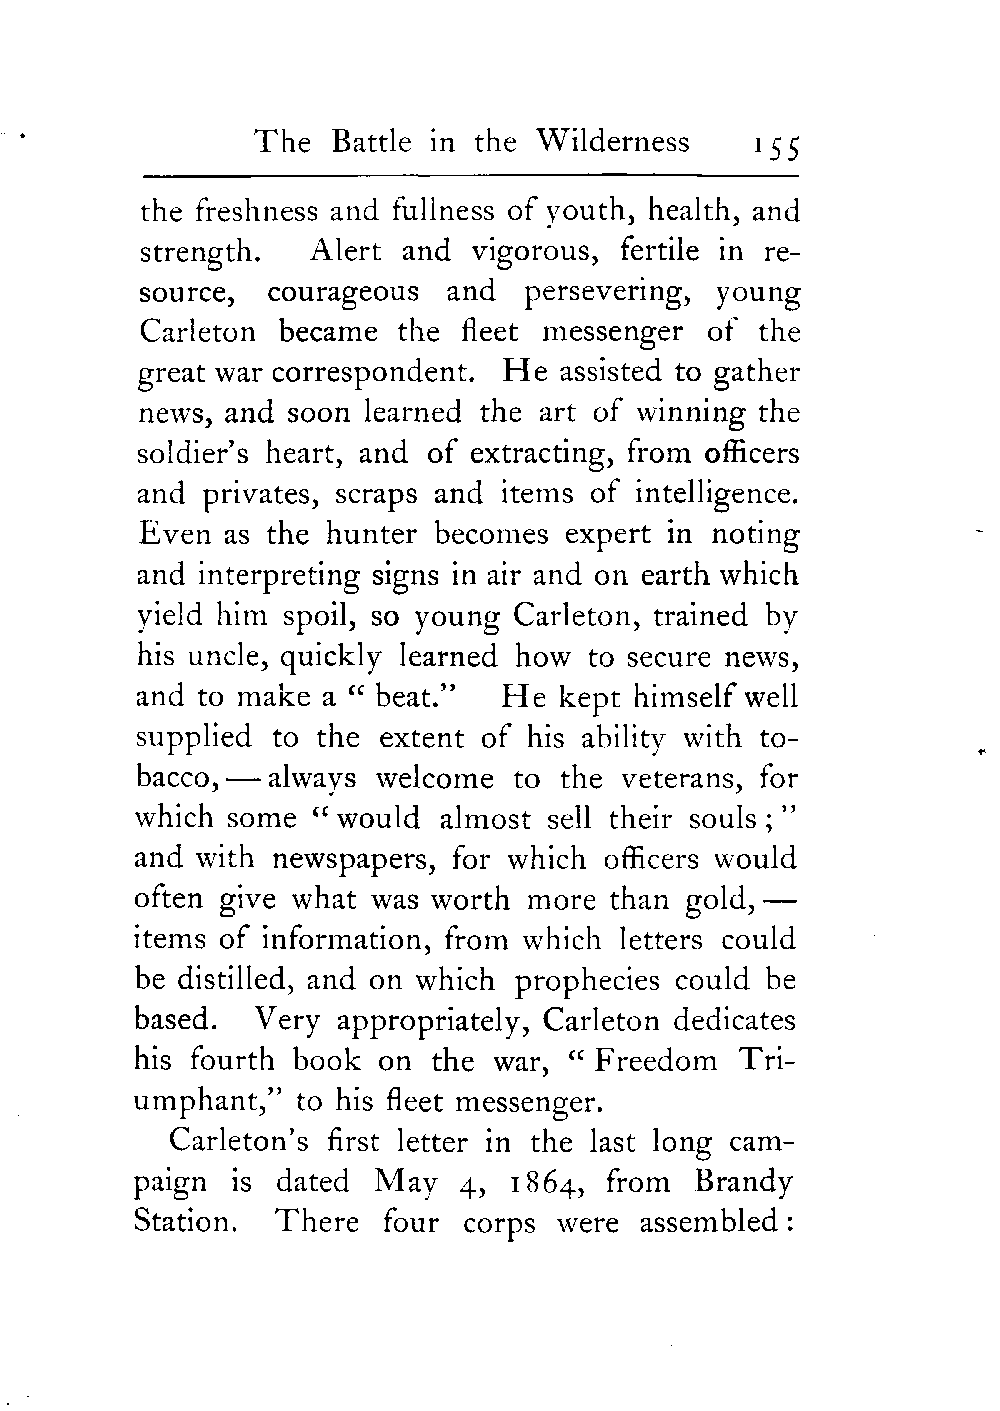 The Battle in the Wilderness 155
the freshness and fullness of youth, health, and
strength. Alert and vigorous, fertile in re-
source, courageous and persevering, young
Carleton became the fleet messenger of the
great war correspondent. He assisted to gather
news, and soon learned the art of winning the
soldier's heart, and of extracting, from officers
and privates, scraps and items of intelligence.
Even as the hunter becomes expert in noting
and interpreting signs in air and on earth which
yield him spoil, so young Carleton, trained by
his uncle, quickly learned how to secure news,
and to make a “ beat.” He kept himself well
supplied to the extent of his ability with to-
bacco, — always welcome to the veterans, for
which some “ would almost sell their souls ; ”
and with newspapers, for which officers would
often give what was worth more than gold, —
items of information, from which letters could
be distilled, and on which prophecies could be
based. Very appropriately, Carleton dedicates
his fourth book on the war, “ Freedom Tri-
umphant,” to his fleet messenger.
Carleton's first letter in the last long cam-
paign is dated May 4, 1864, from Brandy
Station. There four corps were assembled :